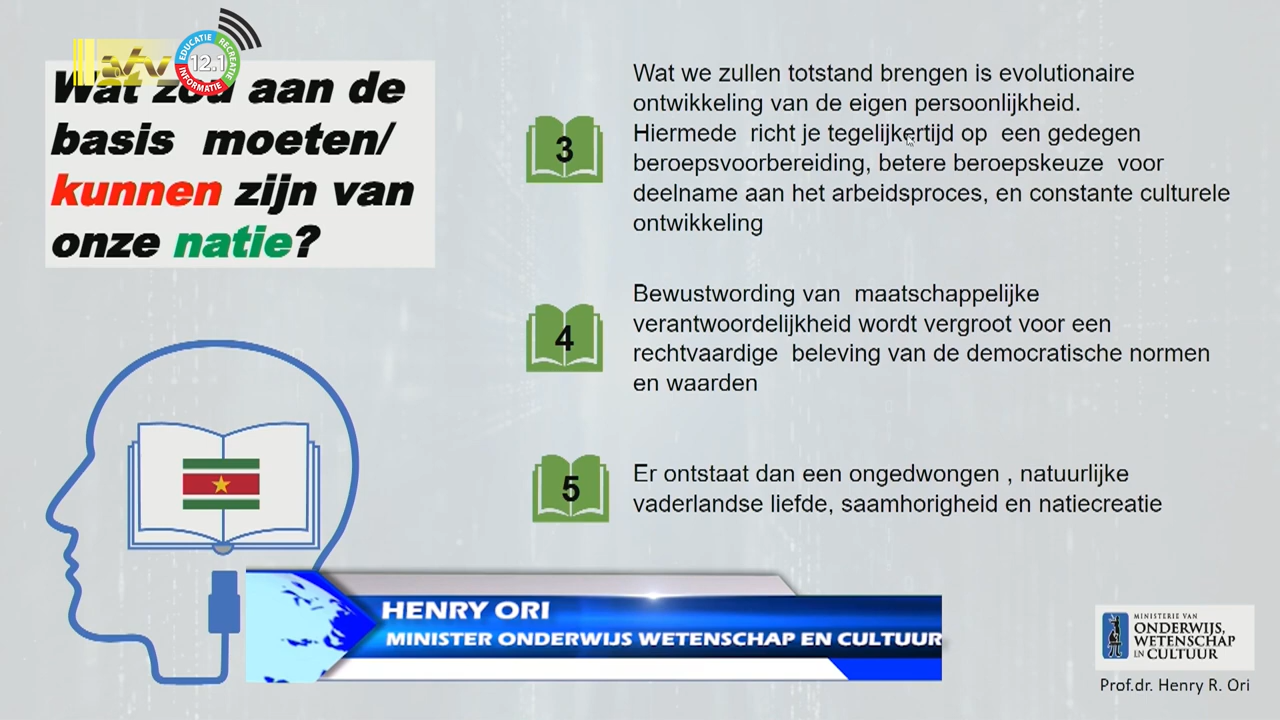 EDUCATIE
RECREATIE
INFORMATIE
12.1
Wat zou aan de
basis moeten/
kunnen zijn van
onze natie?
3
Wat we zullen totstand brengen is evolutionaire
ontwikkeling van de eigen persoonlijkheid.
Hiermede richt je tegelijkertijd op een gedegen
beroepsvoorbereiding, betere beroepskeuze voor
deelname aan het arbeidsproces, en constante culturele
ontwikkeling
4
Bewustwording van maatschappelijke
verantwoordelijkheid wordt vergroot voor een
rechtvaardige beleving van de democratische normen
en waarden
5
Er ontstaat dan een ongedwongen , natuurlijke
vaderlandse liefde, saamhorigheid en natiecreatie
HENRY ORI
MINISTER ONDERWIJS WETENSCHAP EN CULTUUR
MINISTERIE VAN
ONDERWIJS,
WETENSCHAP
EN CULTUUR
Prof.dr. Henry R. Ori